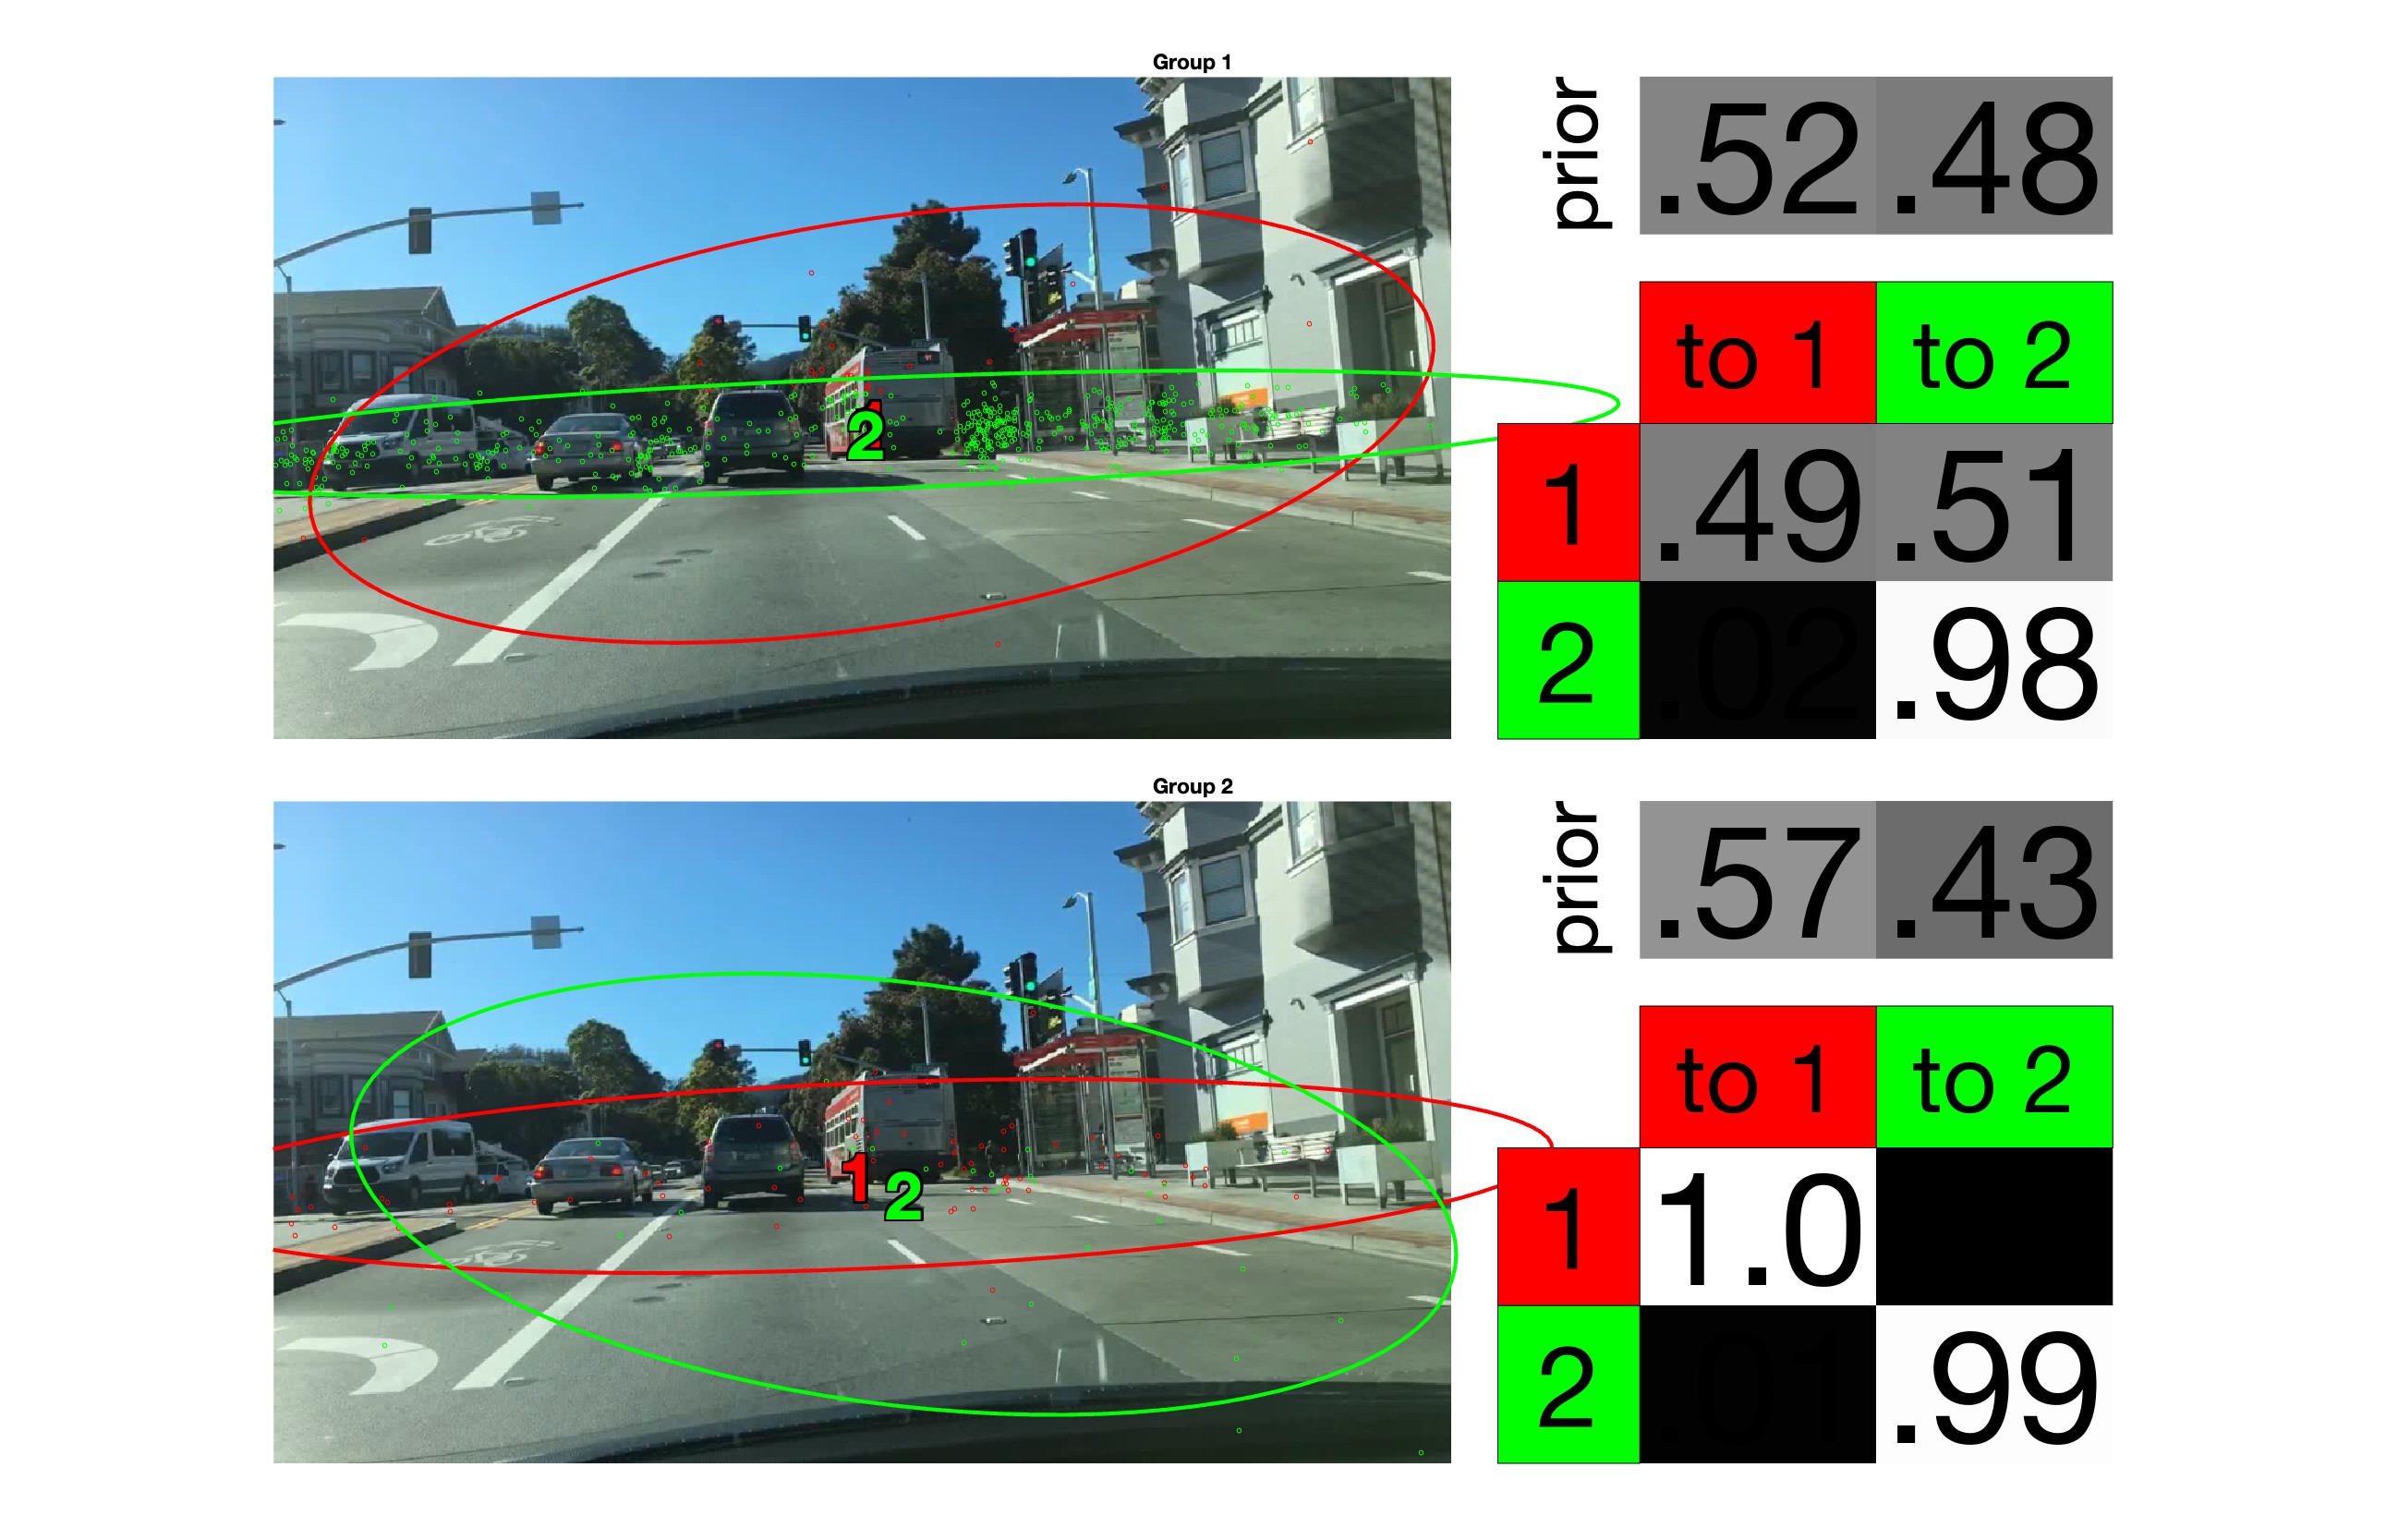 Group 1
prior
.52 .48
to 1 to 2
1 .49 .51
2 .02 .98
1
2
Group 2
prior
.57 .43
to 1 to 2
1 1.0
2 .01 .99
1 2